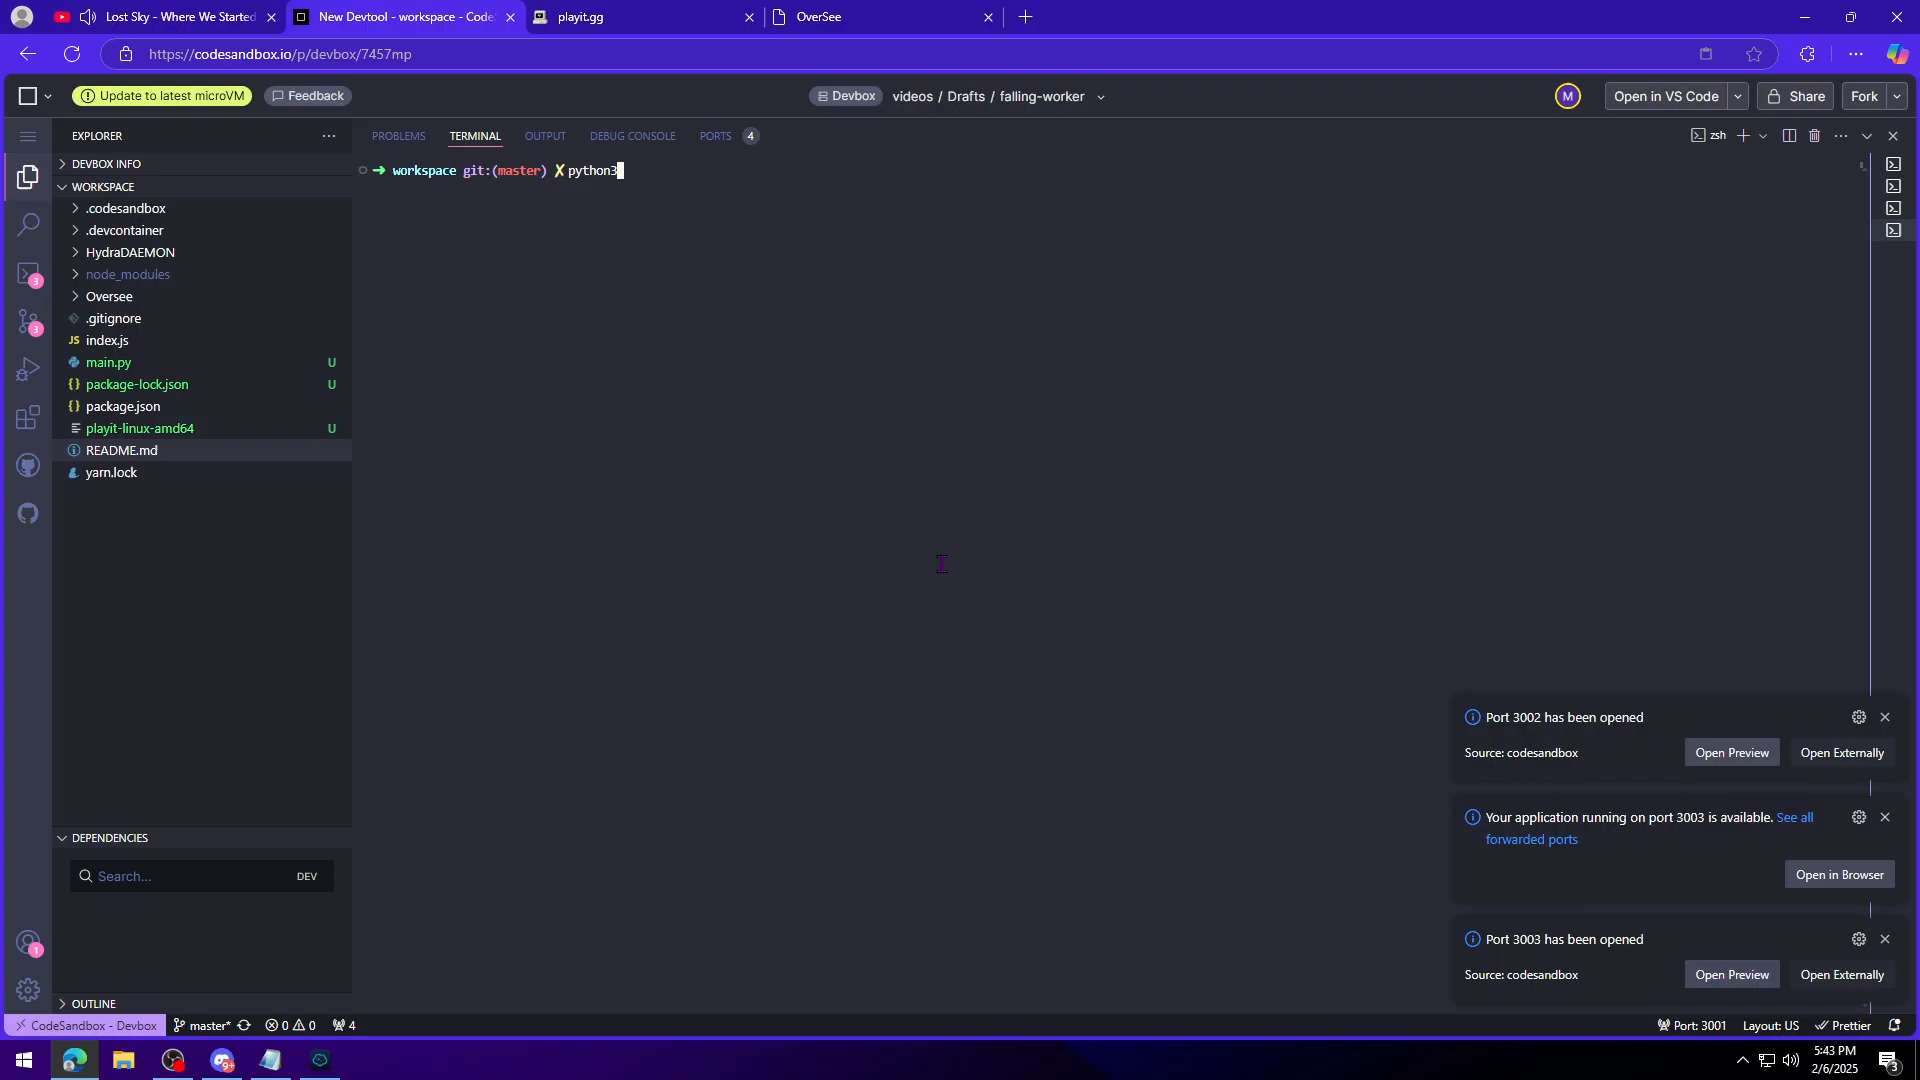 Lost Sky - Where We Started
New Devtool - workspace - CodeS
playit.gg
OverSee
https://codesandbox.io/p/devbox/7457mp
Update to latest microVM
Feedback
Devbox
videos / Drafts / falling-worker
M
Open in VS Code
Share
Fork
EXPLORER
PROBLEMS
TERMINAL
OUTPUT
DEBUG CONSOLE
PORTS
4
zsh
DEVBOX INFO
→ workspace git:(master) ✗ python3
WORKSPACE
.codesandbox
.devcontainer
HydraDAEMON
node_modules
3
Oversee
.gitignore
3
JS index.js
main.py U
{} package-lock.json U
{} package.json
playit-linux-amd64 U
README.md
yarn.lock
Port 3002 has been opened
Source: codesandbox
Open Preview
Open Externally
Your application running on port 3003 is available. See all
forwarded ports
Open in Browser
Port 3003 has been opened
Source: codesandbox
Open Preview
Open Externally
DEPENDENCIES
Search...
DEV
1
OUTLINE
CodeSandbox - Devbox
master*
0
0
4
Port: 3001
Layout: US
Prettier
9+
5:43 PM
2/6/2025
3